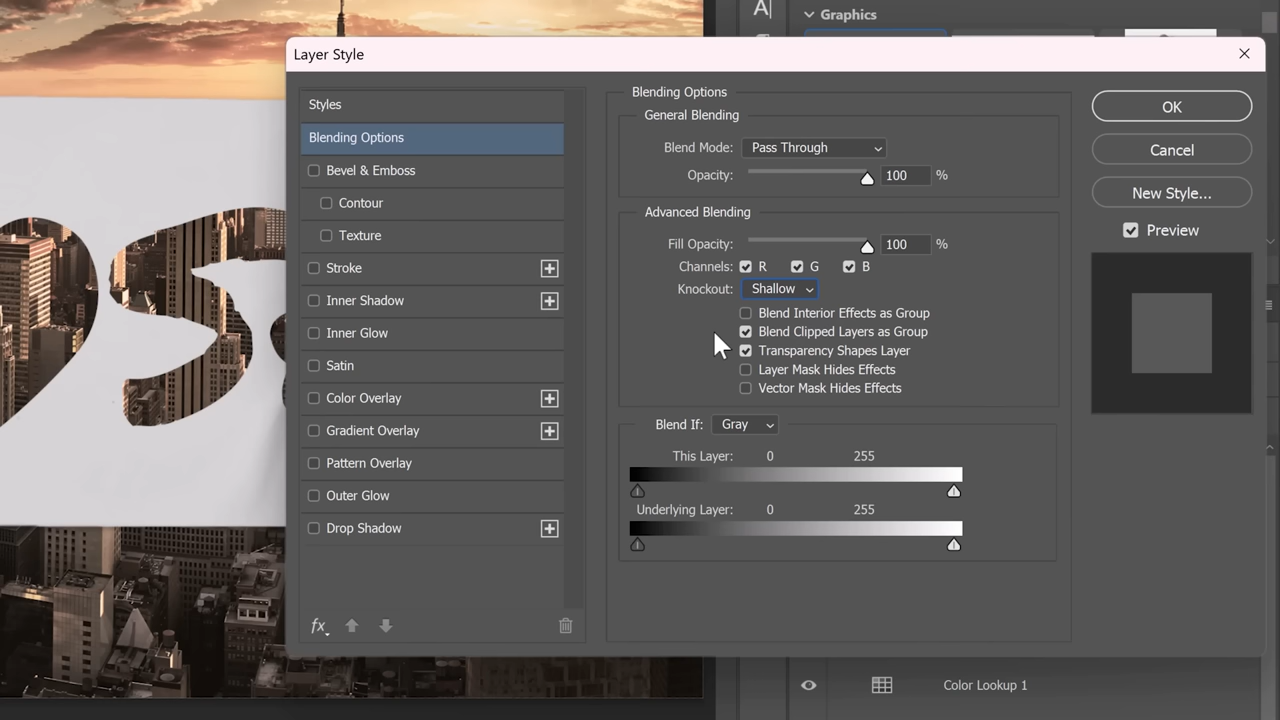 A|
Graphics
Layer Style
Styles
Blending Options
Bevel & Emboss
Contour
Texture
Stroke
Inner Shadow
Inner Glow
Satin
Color Overlay
Gradient Overlay
Pattern Overlay
Outer Glow
Drop Shadow
fx
Blending Options
General Blending
Blend Mode: Pass Through
Opacity: 100 %
Advanced Blending
Fill Opacity: 100 %
Channels: R G B
Knockout: Shallow
Blend Interior Effects as Group
Blend Clipped Layers as Group
Transparency Shapes Layer
Layer Mask Hides Effects
Vector Mask Hides Effects
Blend If: Gray
This Layer: 0 255
Underlying Layer: 0 255
OK
Cancel
New Style...
Preview
Color Lookup 1